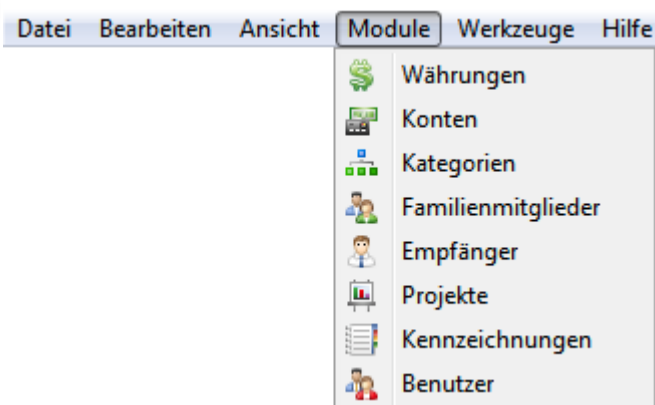 Datei Bearbeiten Ansicht Module Werkzeuge Hilfe
Währungen
Konten
Kategorien
Familienmitglieder
Empfänger
Projekte
Kennzeichnungen
Benutzer